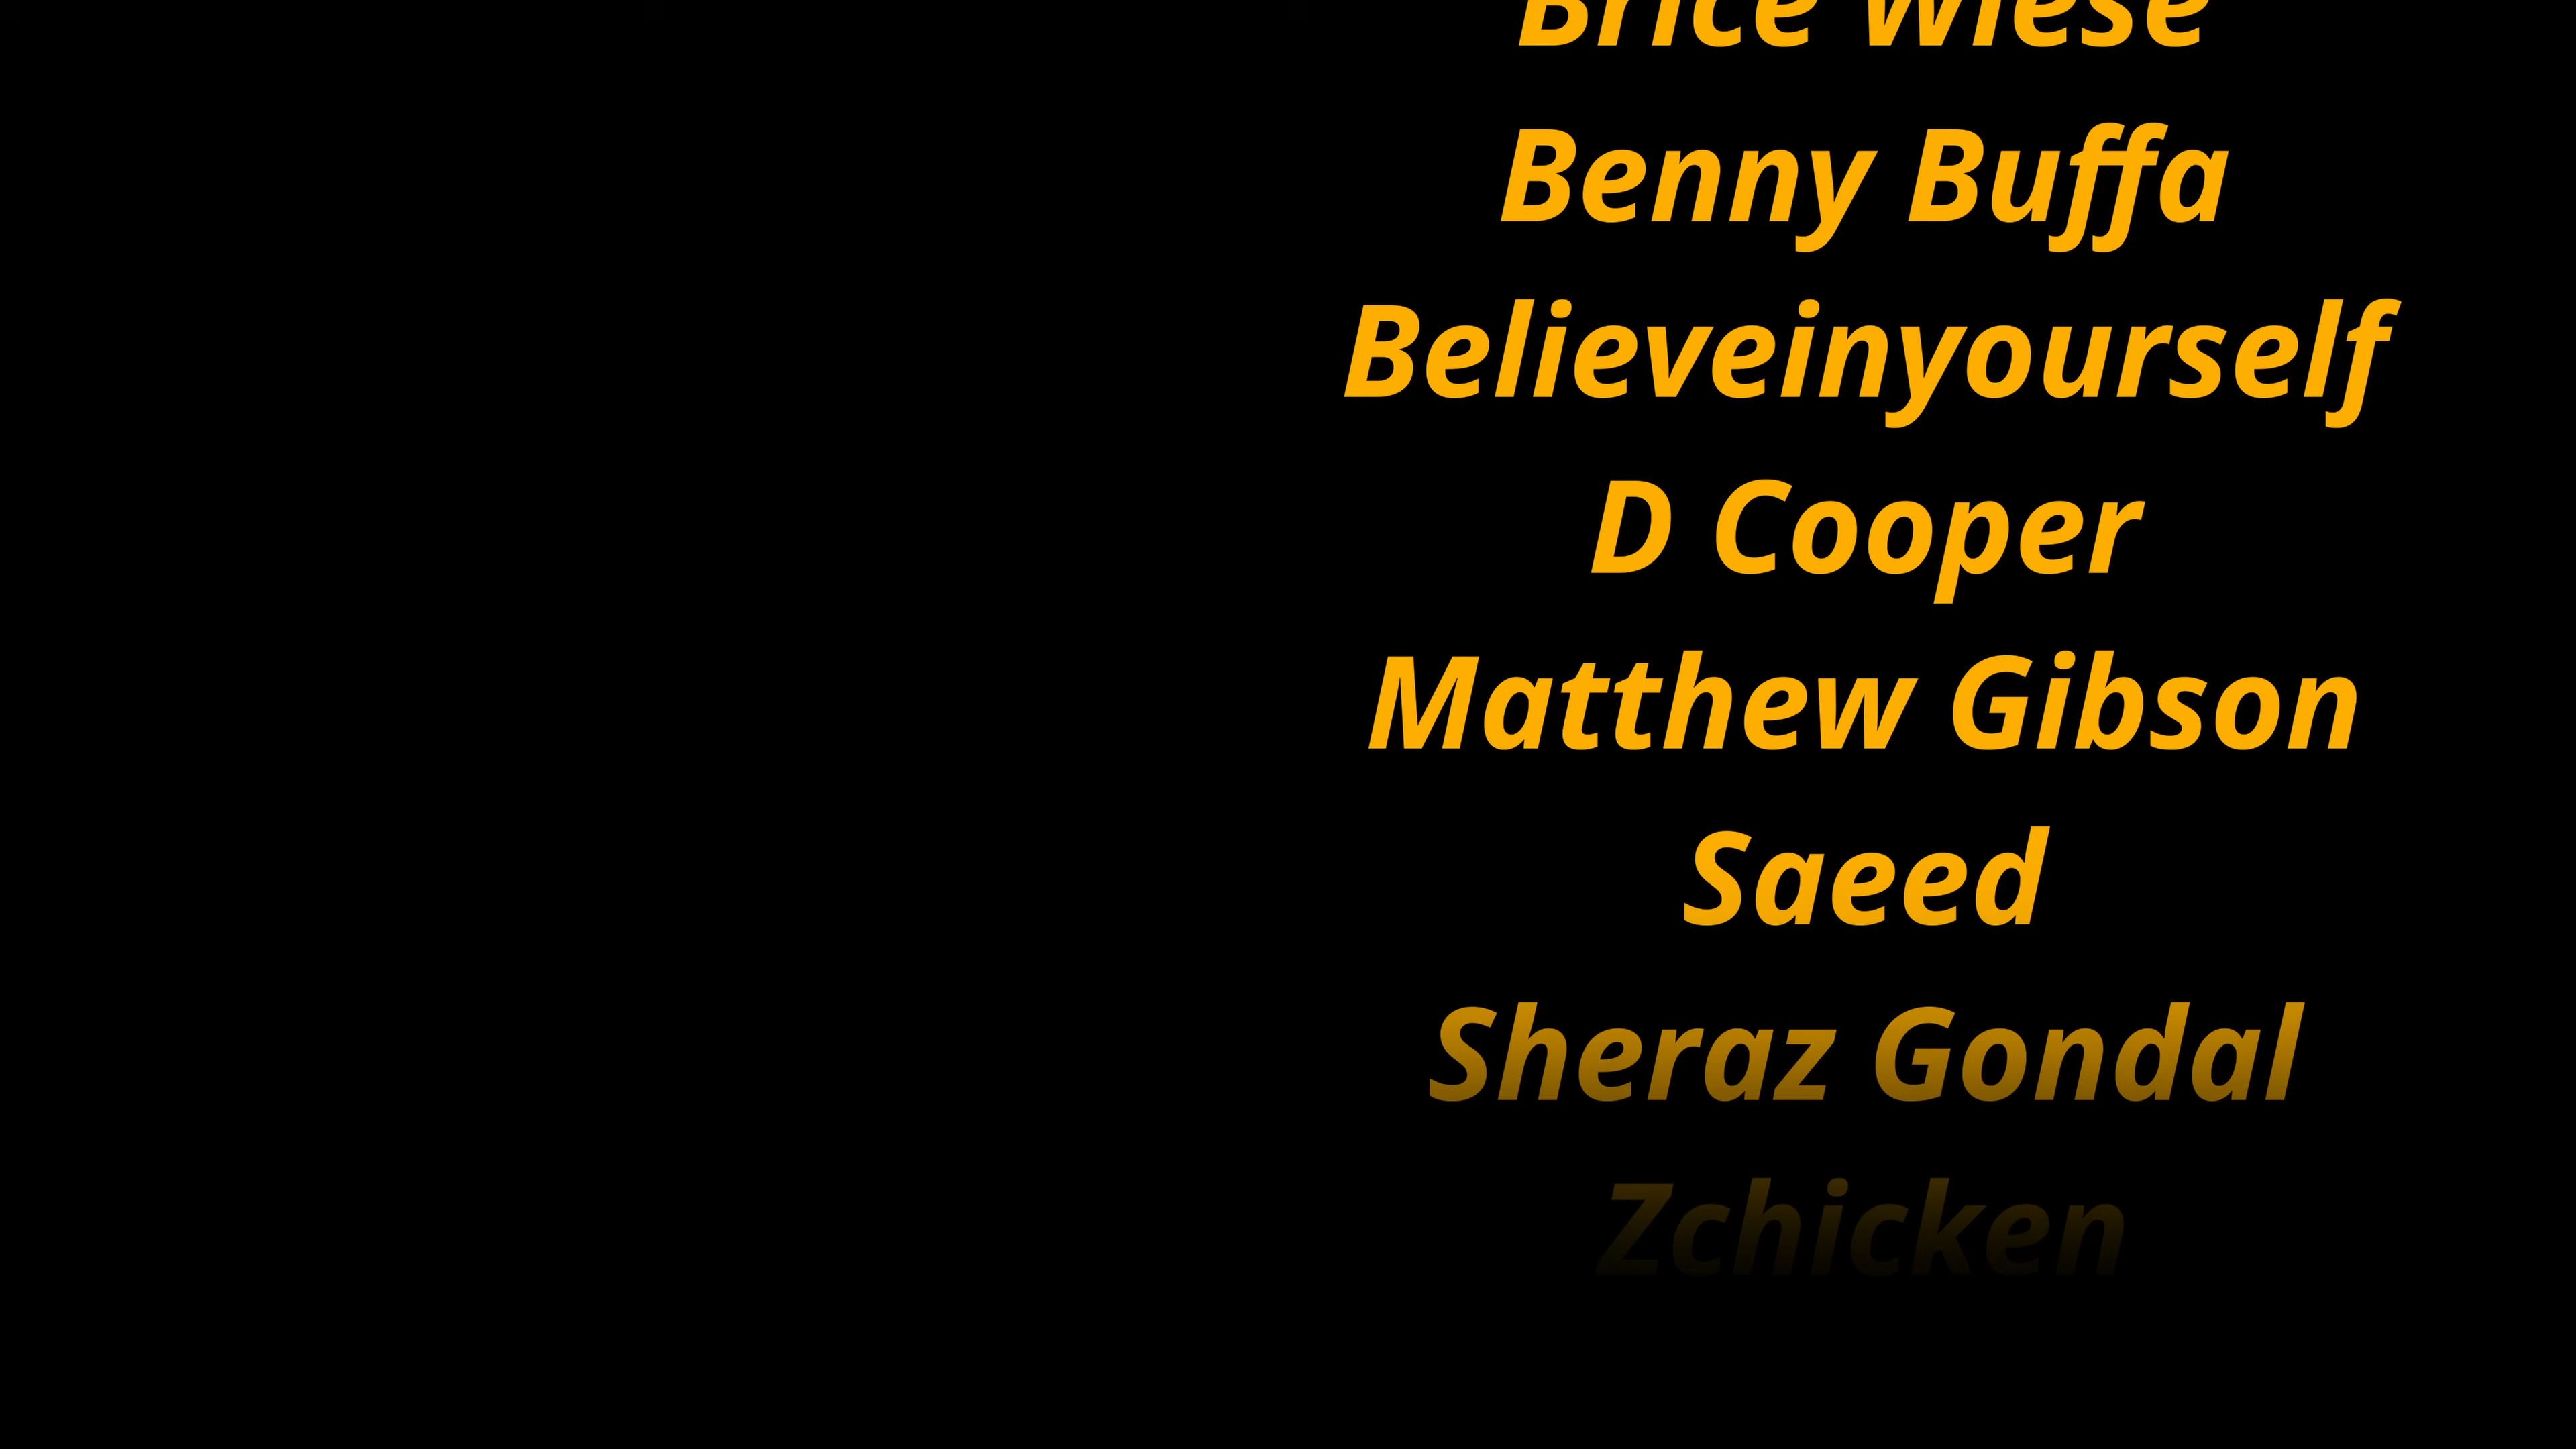 Brice Wiese
Benny Buffa
Believeinyourself
D Cooper
Matthew Gibson
Saeed
Sheraz Gondal
Zchicken